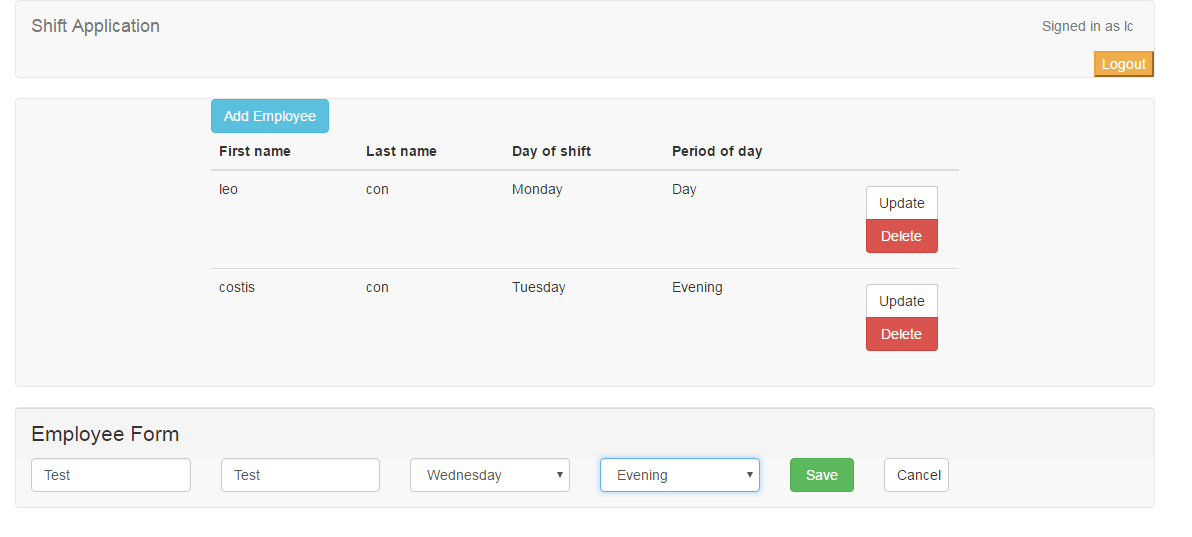 Shift Application
Signed in as lc
Logout
Add Employee
First name Last name Day of shift Period of day
leo con Monday Day
Update
Delete
costis con Tuesday Evening
Update
Delete
Employee Form
Test Test Wednesday Evening Save Cancel